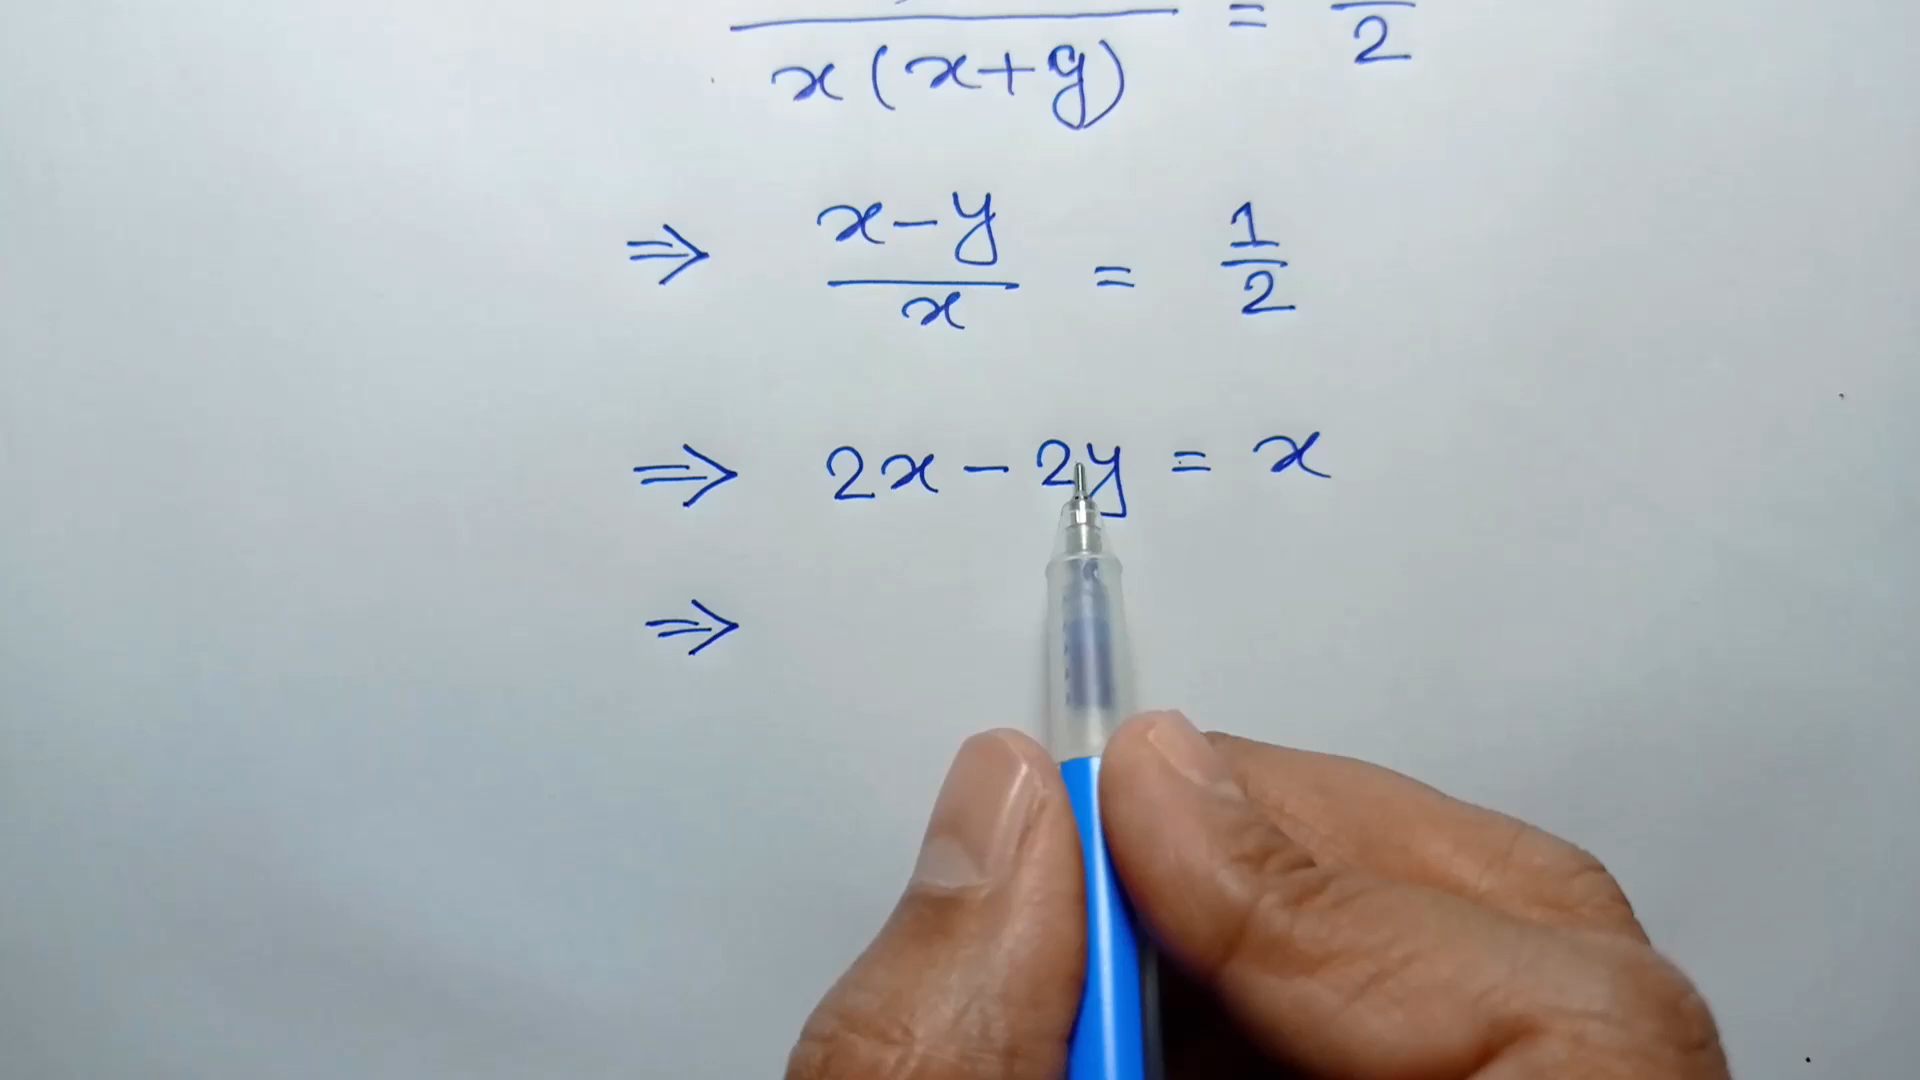 x(x+y) = 2
⇒ x-y/x = 1/2
⇒ 2x - 2y = x
⇒